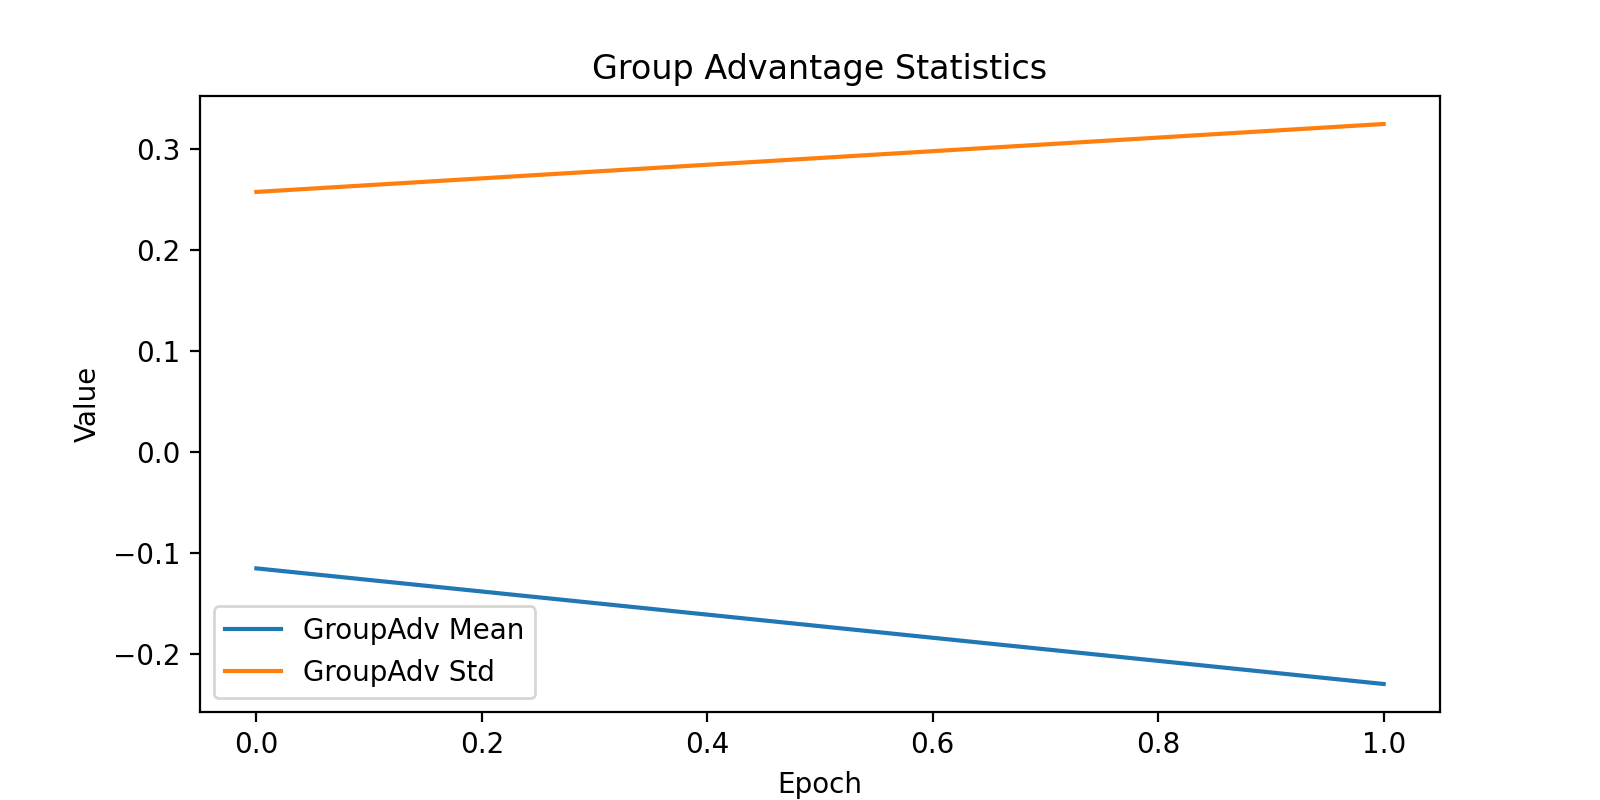 Group Advantage Statistics
Value
0.3
0.2
0.1
0.0
−0.1
−0.2
GroupAdv Mean
GroupAdv Std
0.0 0.2 0.4 0.6 0.8 1.0
Epoch